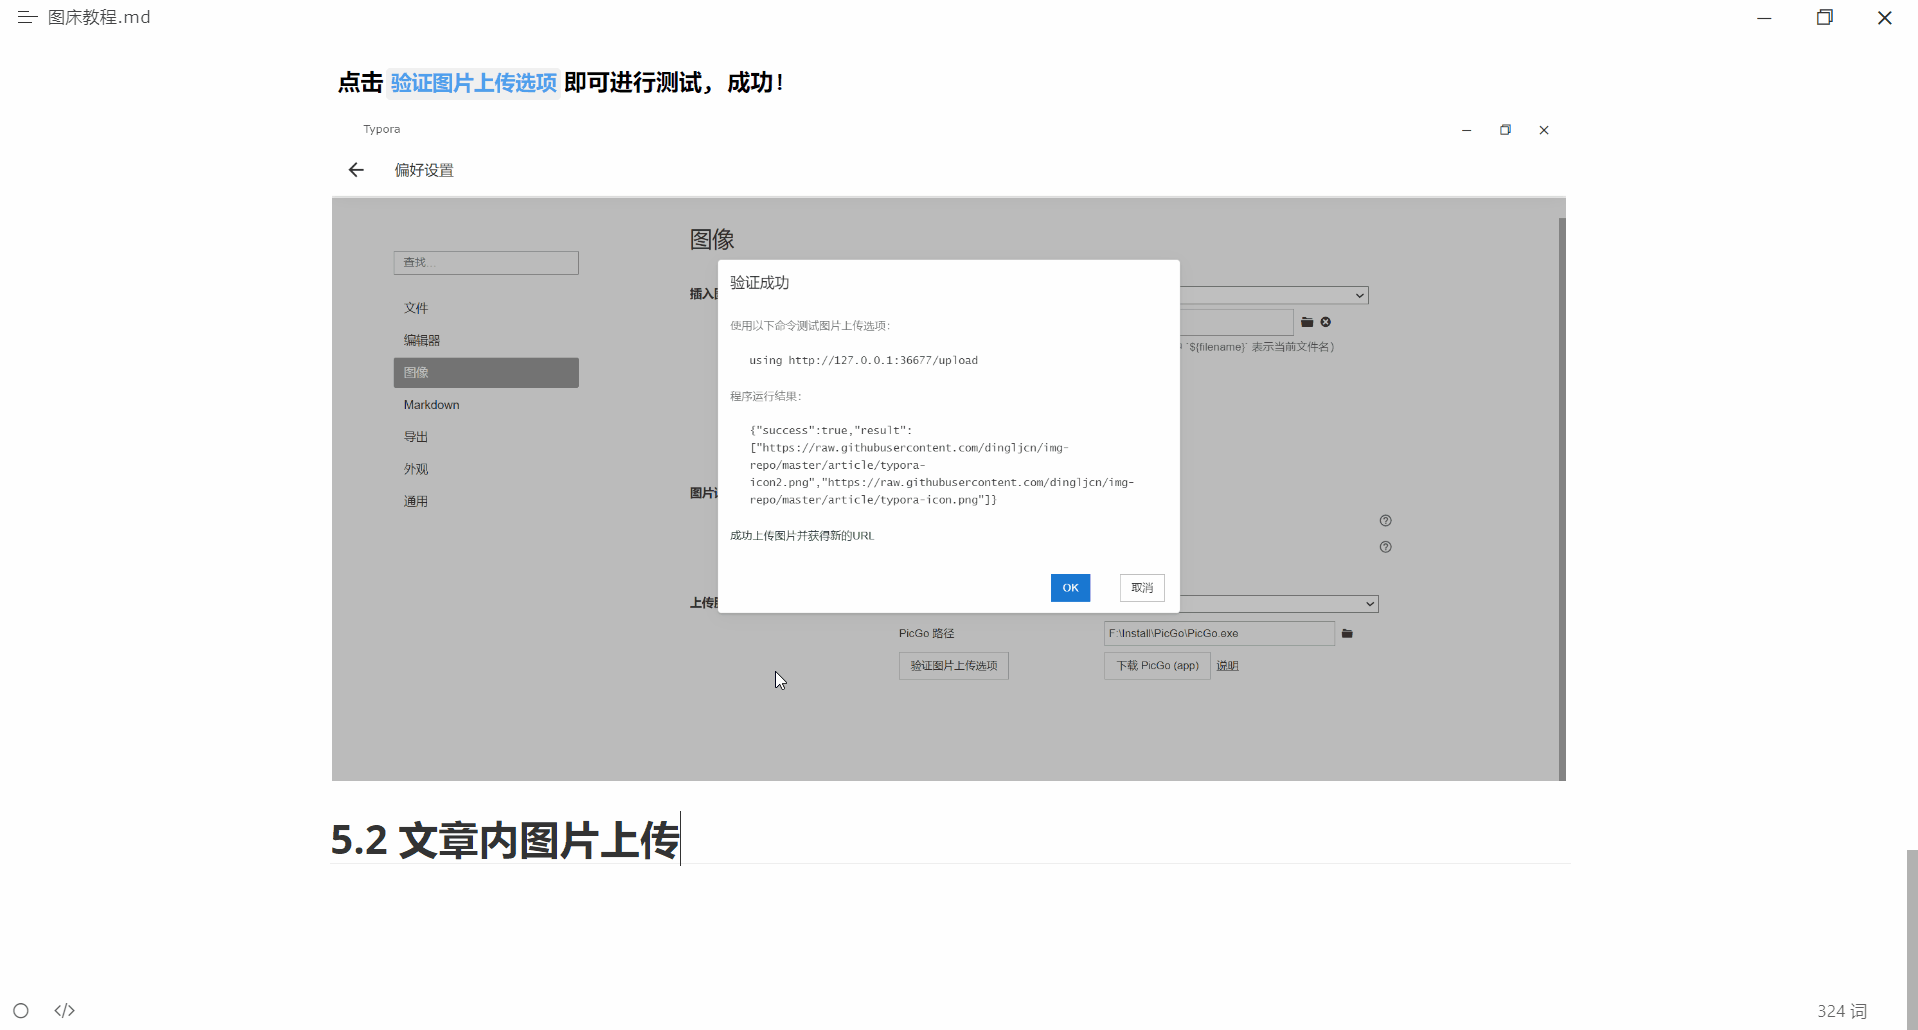 图床教程.md
点击 验证图片上传选项 即可进行测试，成功！
Typora
偏好设置
图像
查找...
文件
编辑器
图像
Markdown
导出
外观
通用
插入
`${filename}` 表示当前文件名)
图片
上传
验证成功
使用以下命令测试图片上传选项:
using http://127.0.0.1:36677/upload
程序运行结果:
{"success":true,"result":
["https://raw.githubusercontent.com/dingljcn/img-
repo/master/article/typora-
icon2.png","https://raw.githubusercontent.com/dingljcn/img-
repo/master/article/typora-icon.png"]}
成功上传图片并获得新的URL
OK
取消
PicGo 路径
F:\Install\PicGo\PicGo.exe
验证图片上传选项
下载 PicGo (app)
说明
5.2 文章内图片上传
</>
324 词